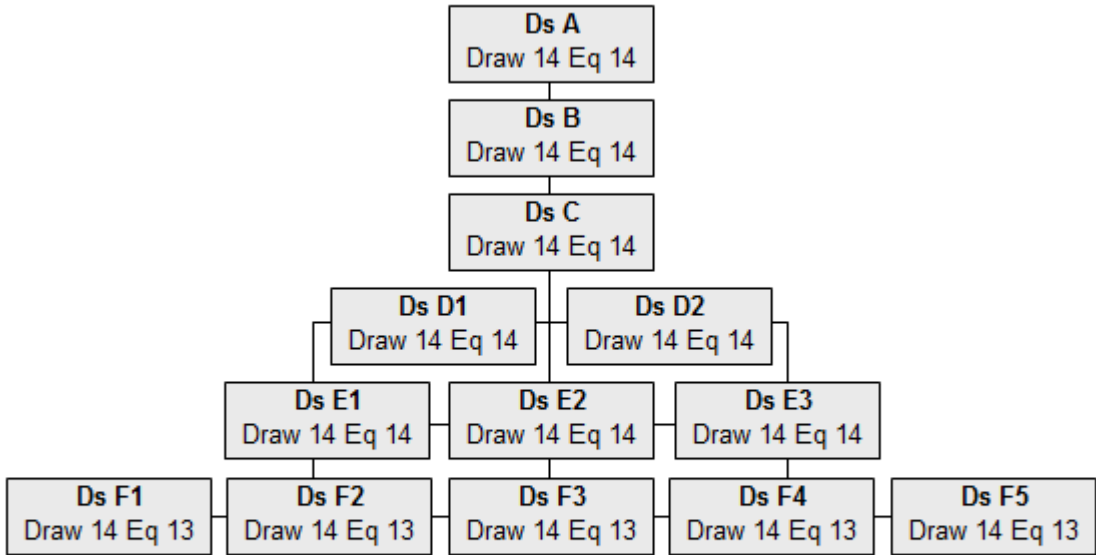 Ds A
Draw 14 Eq 14
Ds B
Draw 14 Eq 14
Ds C
Draw 14 Eq 14
Ds D1
Draw 14 Eq 14
Ds D2
Draw 14 Eq 14
Ds E1
Draw 14 Eq 14
Ds E2
Draw 14 Eq 14
Ds E3
Draw 14 Eq 14
Ds F1
Draw 14 Eq 13
Ds F2
Draw 14 Eq 13
Ds F3
Draw 14 Eq 13
Ds F4
Draw 14 Eq 13
Ds F5
Draw 14 Eq 13